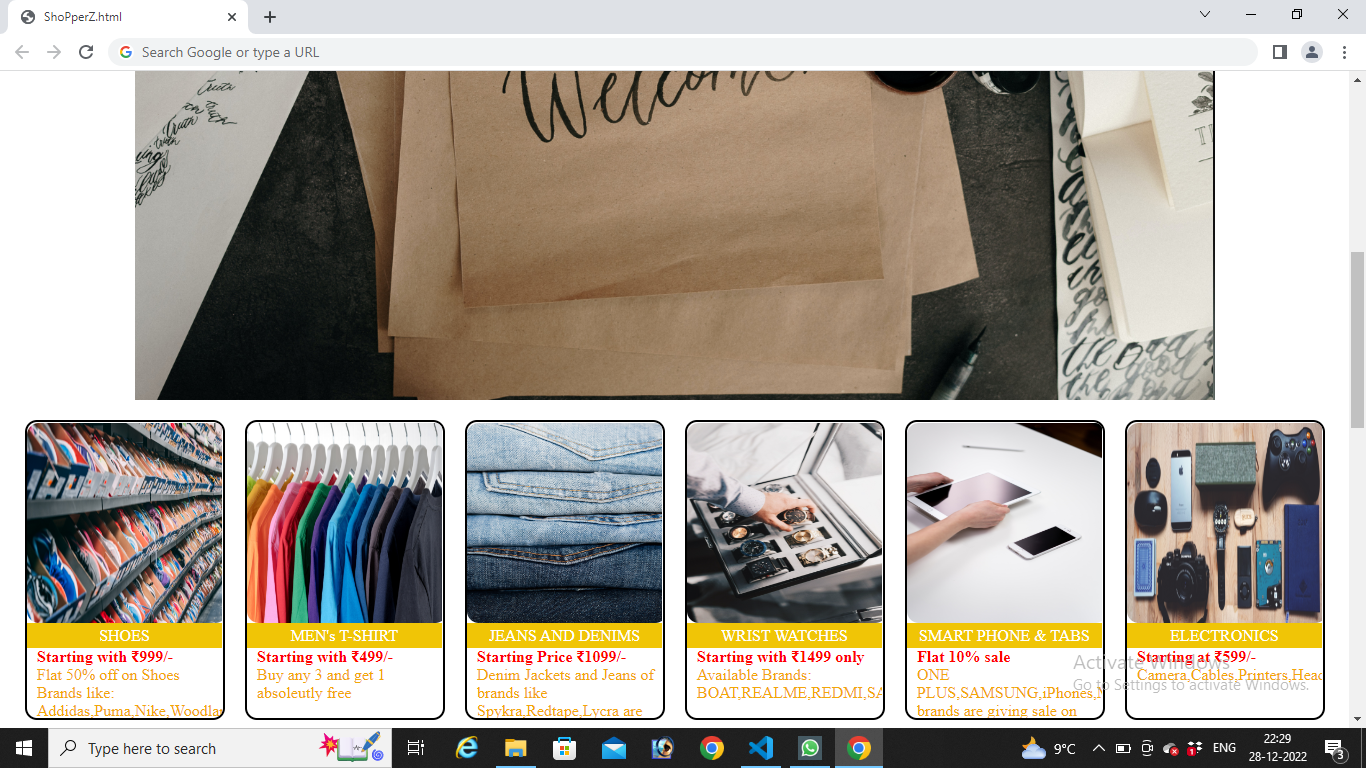 ShoPperZ.html
Search Google or type a URL
Truth
Truth
Welcome
SHOES
Starting with ₹999/-
Flat 50% off on Shoes
Brands like:
Addidas,Puma,Nike,Woodla
MEN's T-SHIRT
Starting with ₹499/-
Buy any 3 and get 1
absoleutly free
JEANS AND DENIMS
Starting Price ₹1099/-
Denim Jackets and Jeans of
brands like
Spykra,Redtape,Lycra are
WRIST WATCHES
Starting with ₹1499 only
Available Brands:
BOAT,REALME,REDMI,SA
SMART PHONE & TABS
Flat 10% sale
ONE
PLUS,SAMSUNG,iPhones,
brands are giving sale on
ELECTRONICS
Starting at ₹599/-
Camera,Cables,Printers,Head
Activate Windows
Go to Settings to activate Windows.
Type here to search
9°C
ENG
22:29
28-12-2022
3